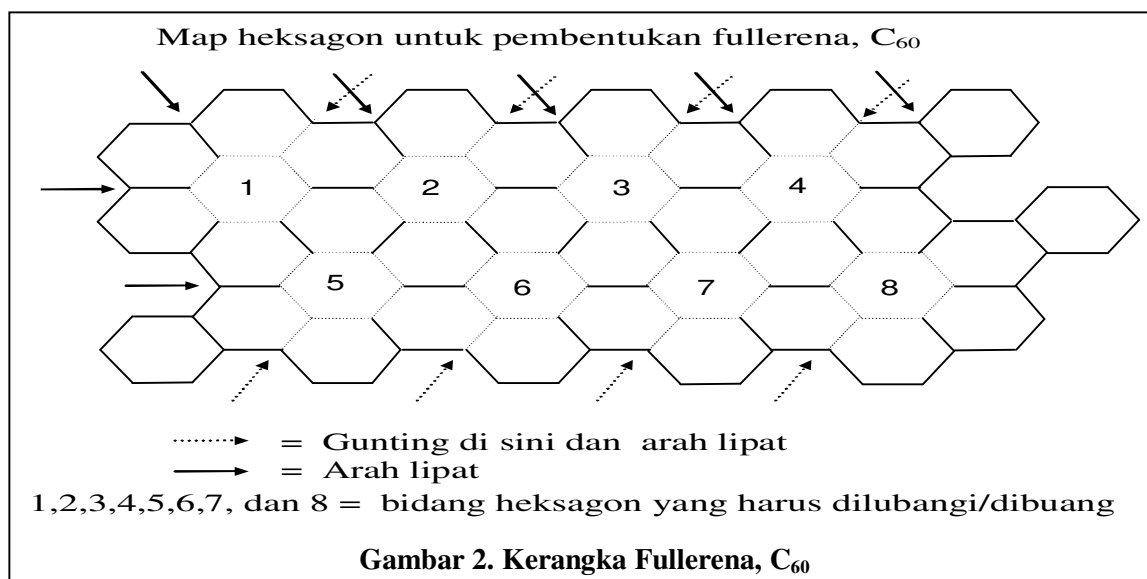 Map heksagon untuk pembentukan fullerena, C₆₀
1 2 3 4
5 6 7 8
= Gunting di sini dan arah lipat
= Arah lipat
1,2,3,4,5,6,7, dan 8 = bidang heksagon yang harus dilubangi/dibuang
Gambar 2. Kerangka Fullerena, C₆₀